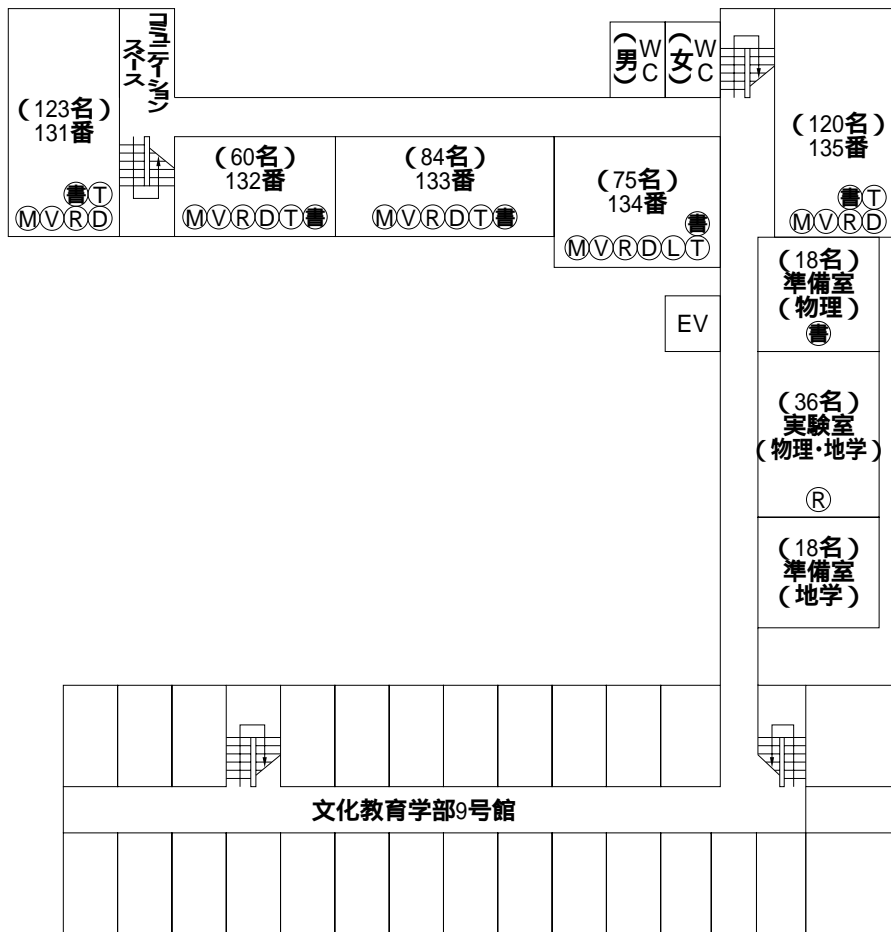 コミュニケーション
スペース
（123名）
131番
書T
MVRD
（60名）
132番
MVRDT書
（84名）
133番
MVRDT書
（75名）
134番
書
MVRDLT
WC
（男）
WC
（女）
（120名）
135番
書T
MVRD
EV
（18名）
準備室
（物理）
書
（36名）
実験室
（物理・地学）
R
（18名）
準備室
（地学）
文化教育学部9号館